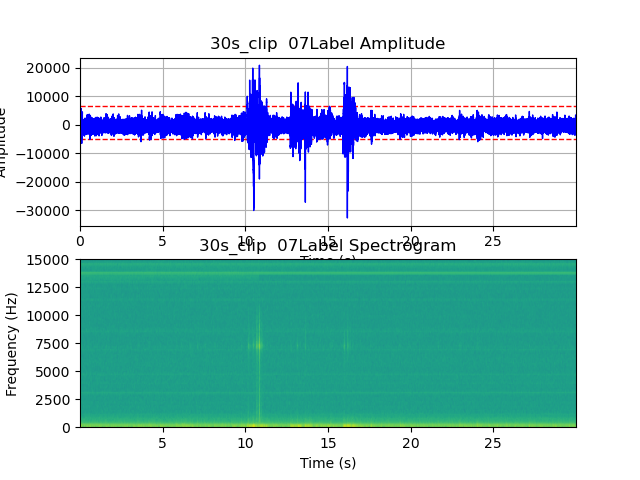 30s_clip 07Label Amplitude
Amplitude
20000
10000
0
−10000
−20000
−30000
0 5 10 15 20 25
Time (s)
30s_clip 07Label Spectrogram
Frequency (Hz)
15000
12500
10000
7500
5000
2500
0
5 10 15 20 25
Time (s)